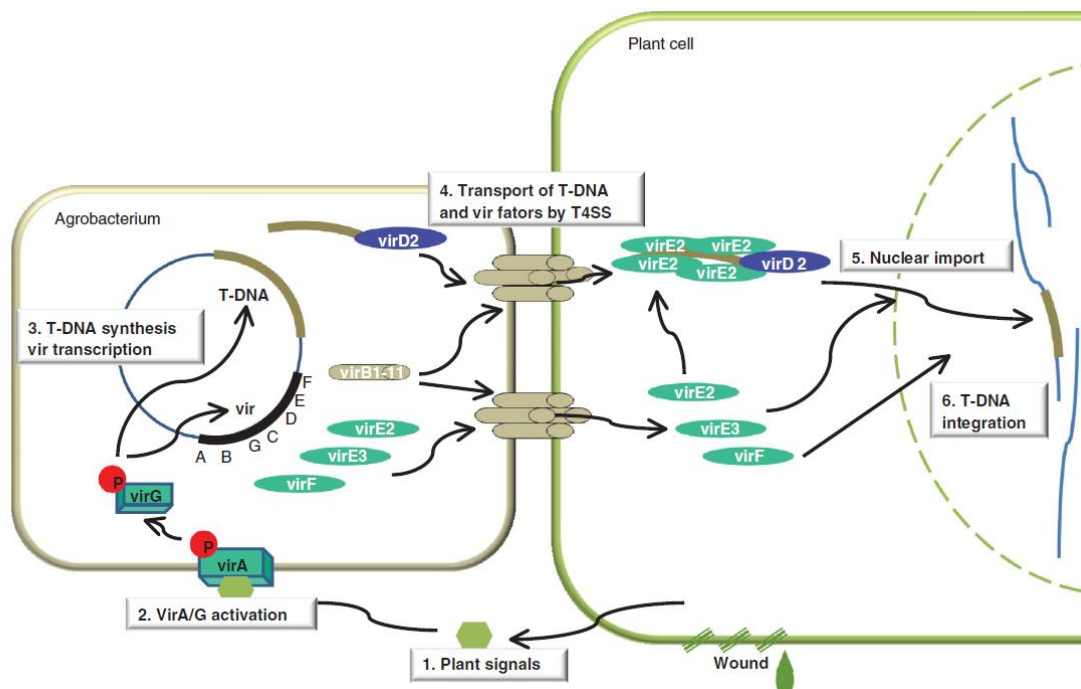 Plant cell
4. Transport of T-DNA
and vir fators by T4SS
Agrobacterium
virD2
virE2 virE2
virE2 virD 2
virE2
5. Nuclear import
T-DNA
3. T-DNA synthesis
vir transcription
virB1-11
F
E
D
C
G
B
A
vir
virE2
virE3
virF
virE2
virE3
virF
6. T-DNA
integration
P
virG
P
virA
2. VirA/G activation
1. Plant signals
Wound